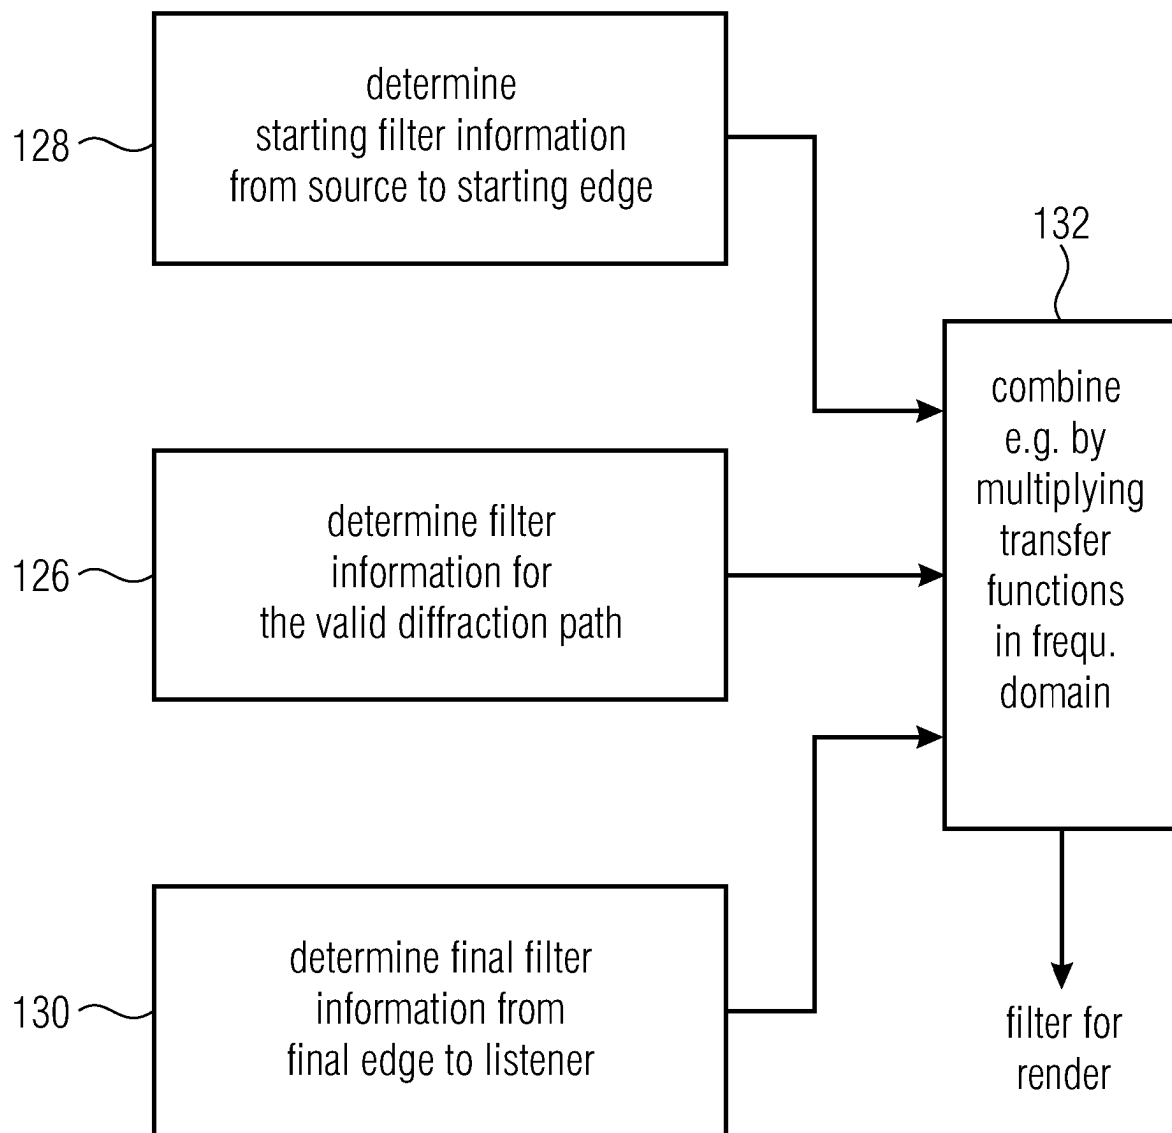 determine
starting filter information
from source to starting edge
128
132
combine
e.g. by
multiplying
transfer
functions
in frequ.
domain
determine filter
information for
the valid diffraction path
126
determine final filter
information from
final edge to listener
130
filter for
render